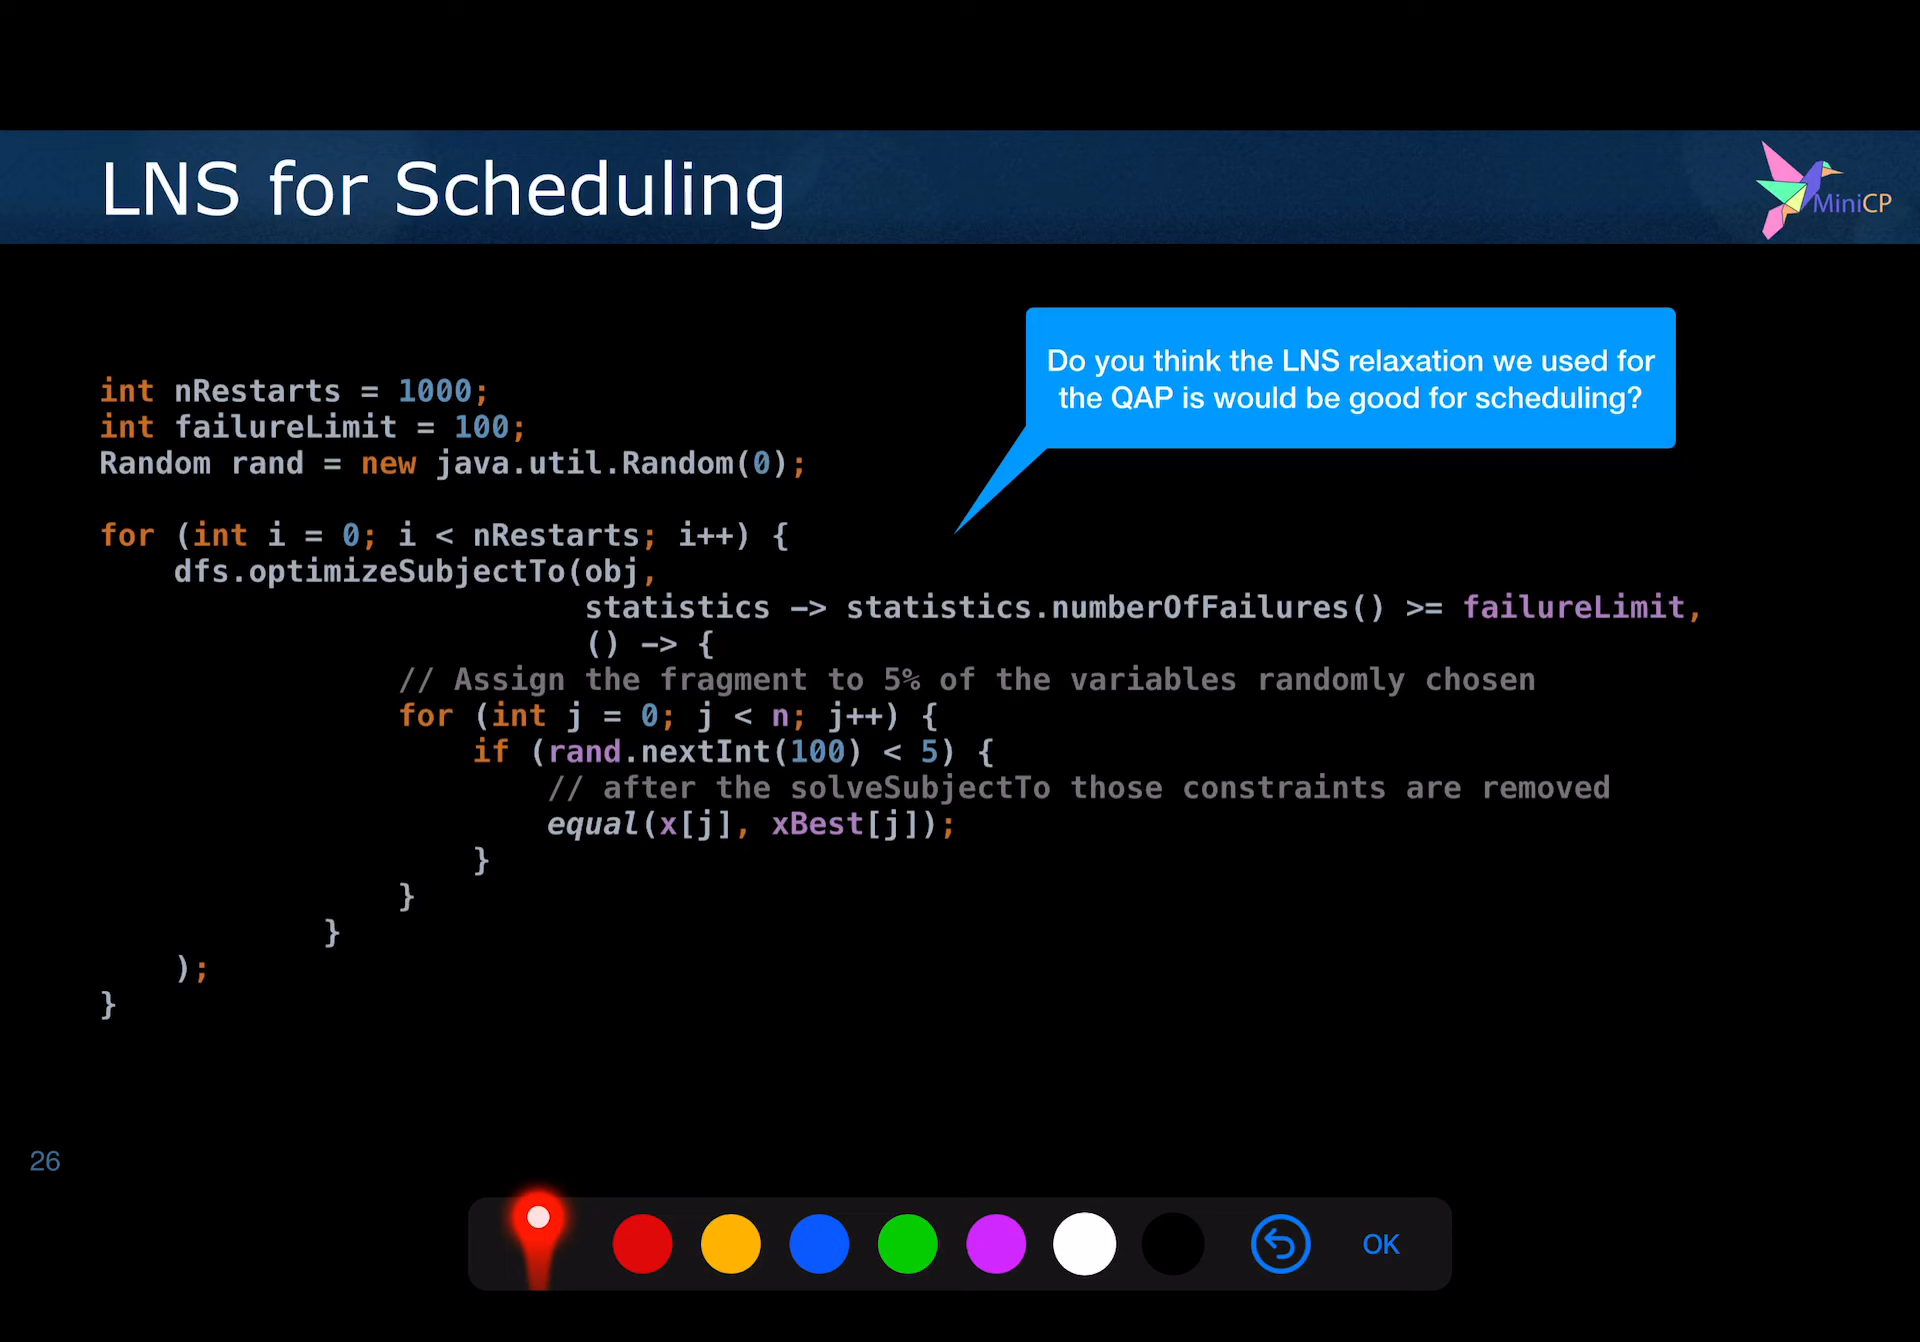 LNS for Scheduling
MiniCP
Do you think the LNS relaxation we used for
the QAP is would be good for scheduling?
int nRestarts = 1000;
int failureLimit = 100;
Random rand = new java.util.Random(0);
for (int i = 0; i < nRestarts; i++) {
dfs.optimizeSubjectTo(obj,
statistics -> statistics.numberOfFailures() >= failureLimit,
() -> {
// Assign the fragment to 5% of the variables randomly chosen
for (int j = 0; j < n; j++) {
if (rand.nextInt(100) < 5) {
// after the solveSubjectTo those constraints are removed
equal(x[j], xBest[j]);
}
}
}
);
}
26
OK